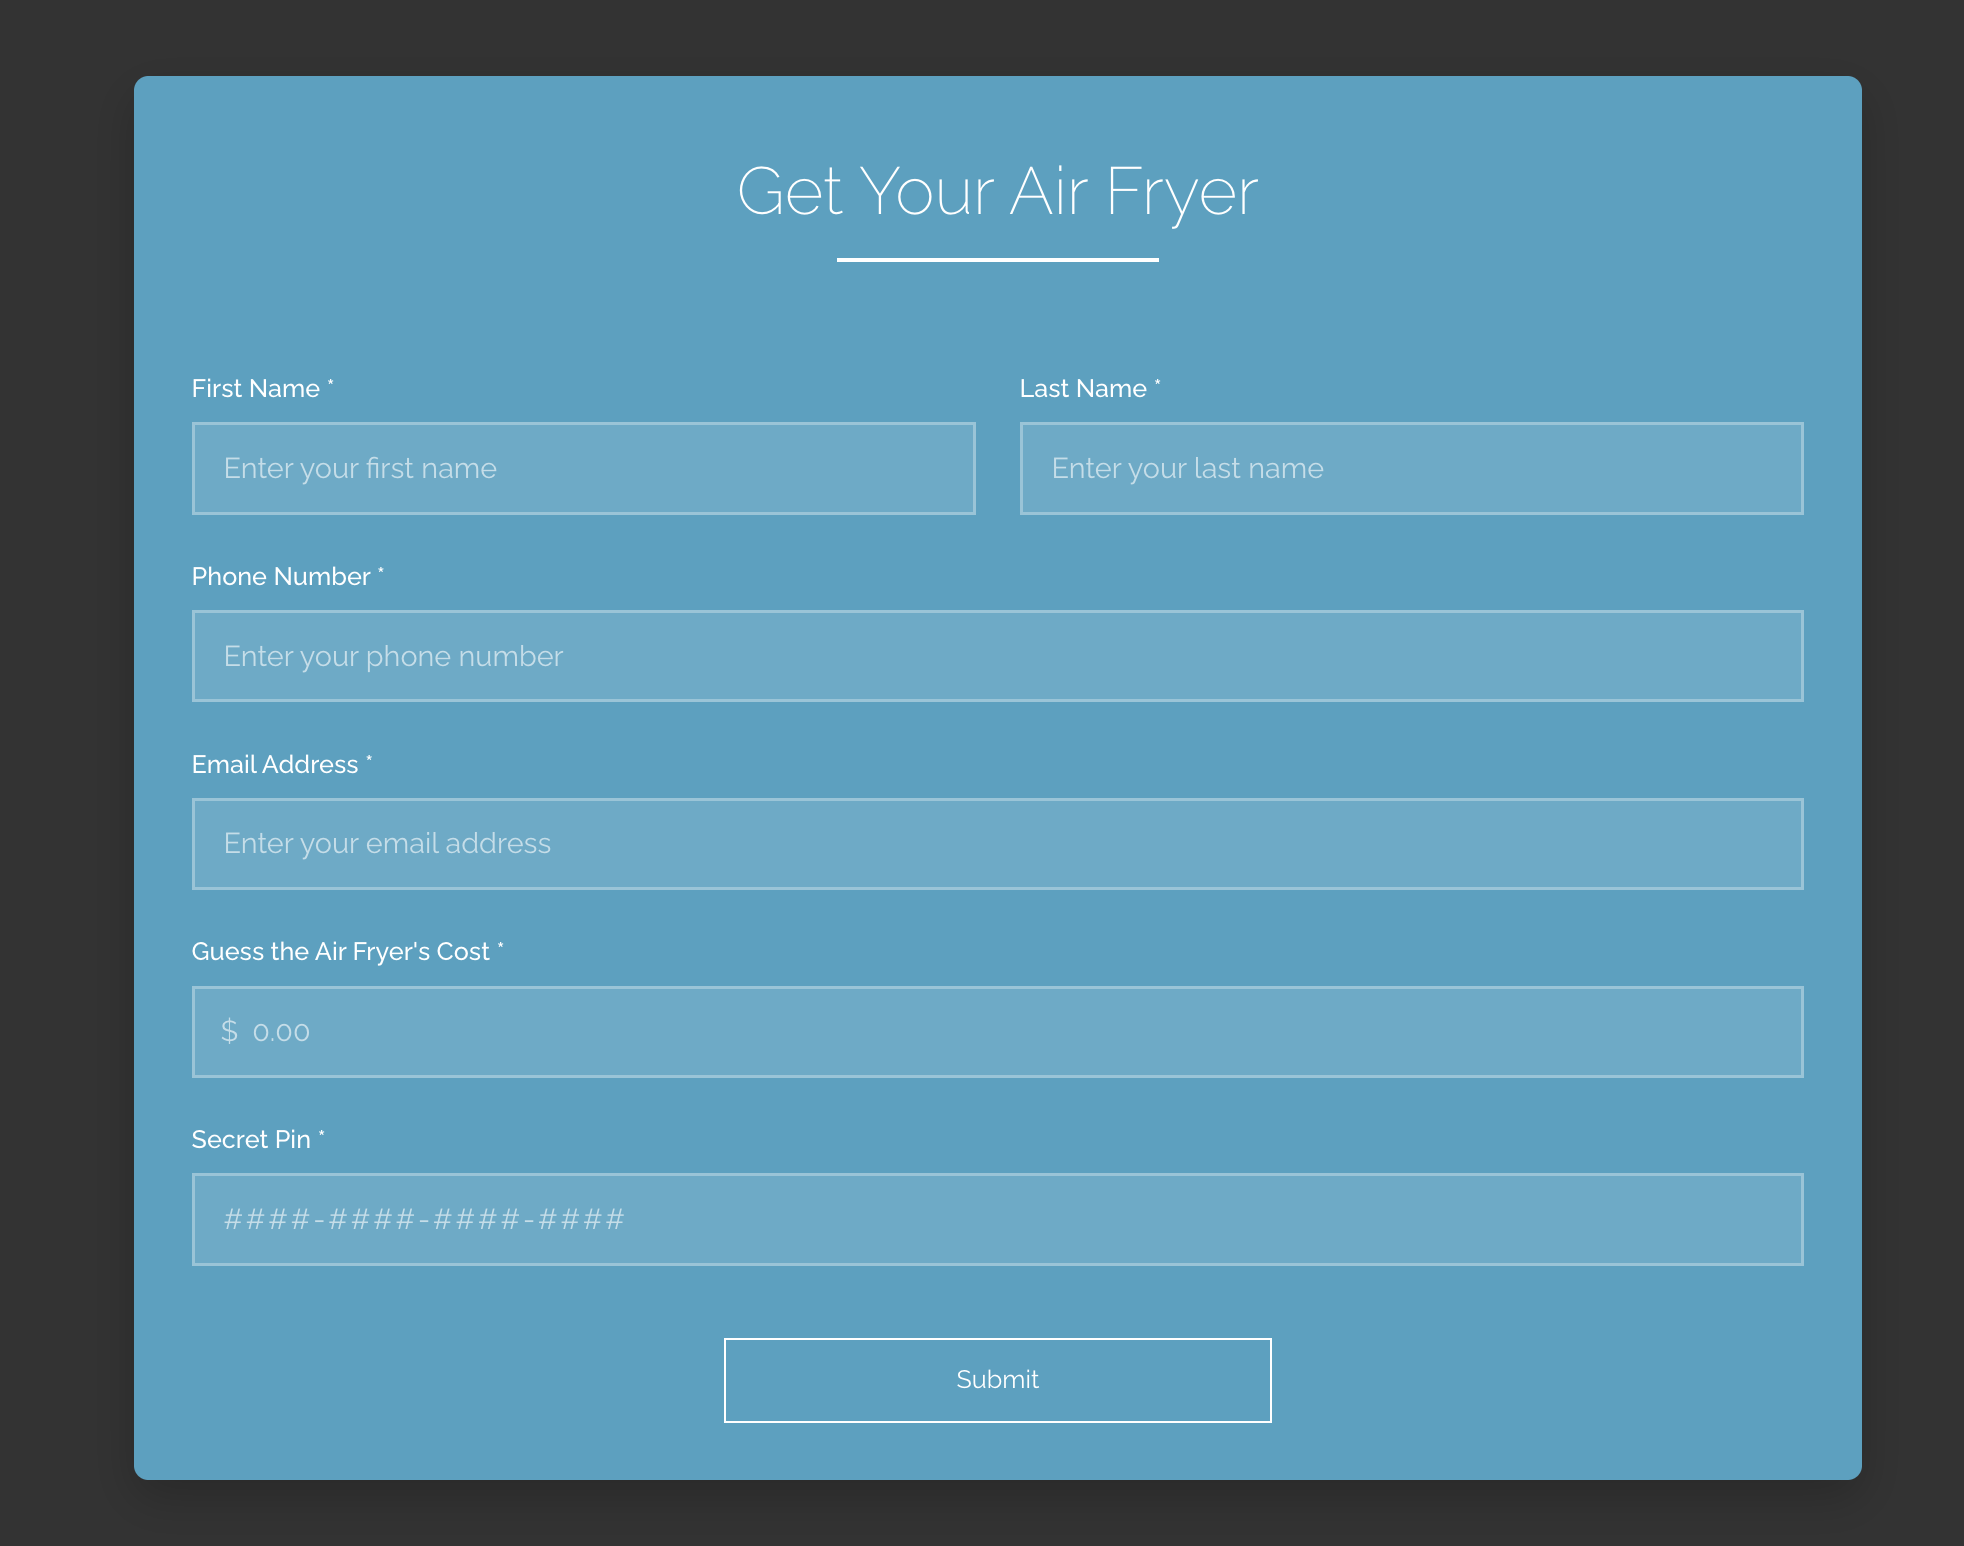 Get Your Air Fryer
First Name *
Last Name *
Enter your first name
Enter your last name
Phone Number *
Enter your phone number
Email Address *
Enter your email address
Guess the Air Fryer's Cost *
$ 0.00
Secret Pin *
####-####-####-####
Submit